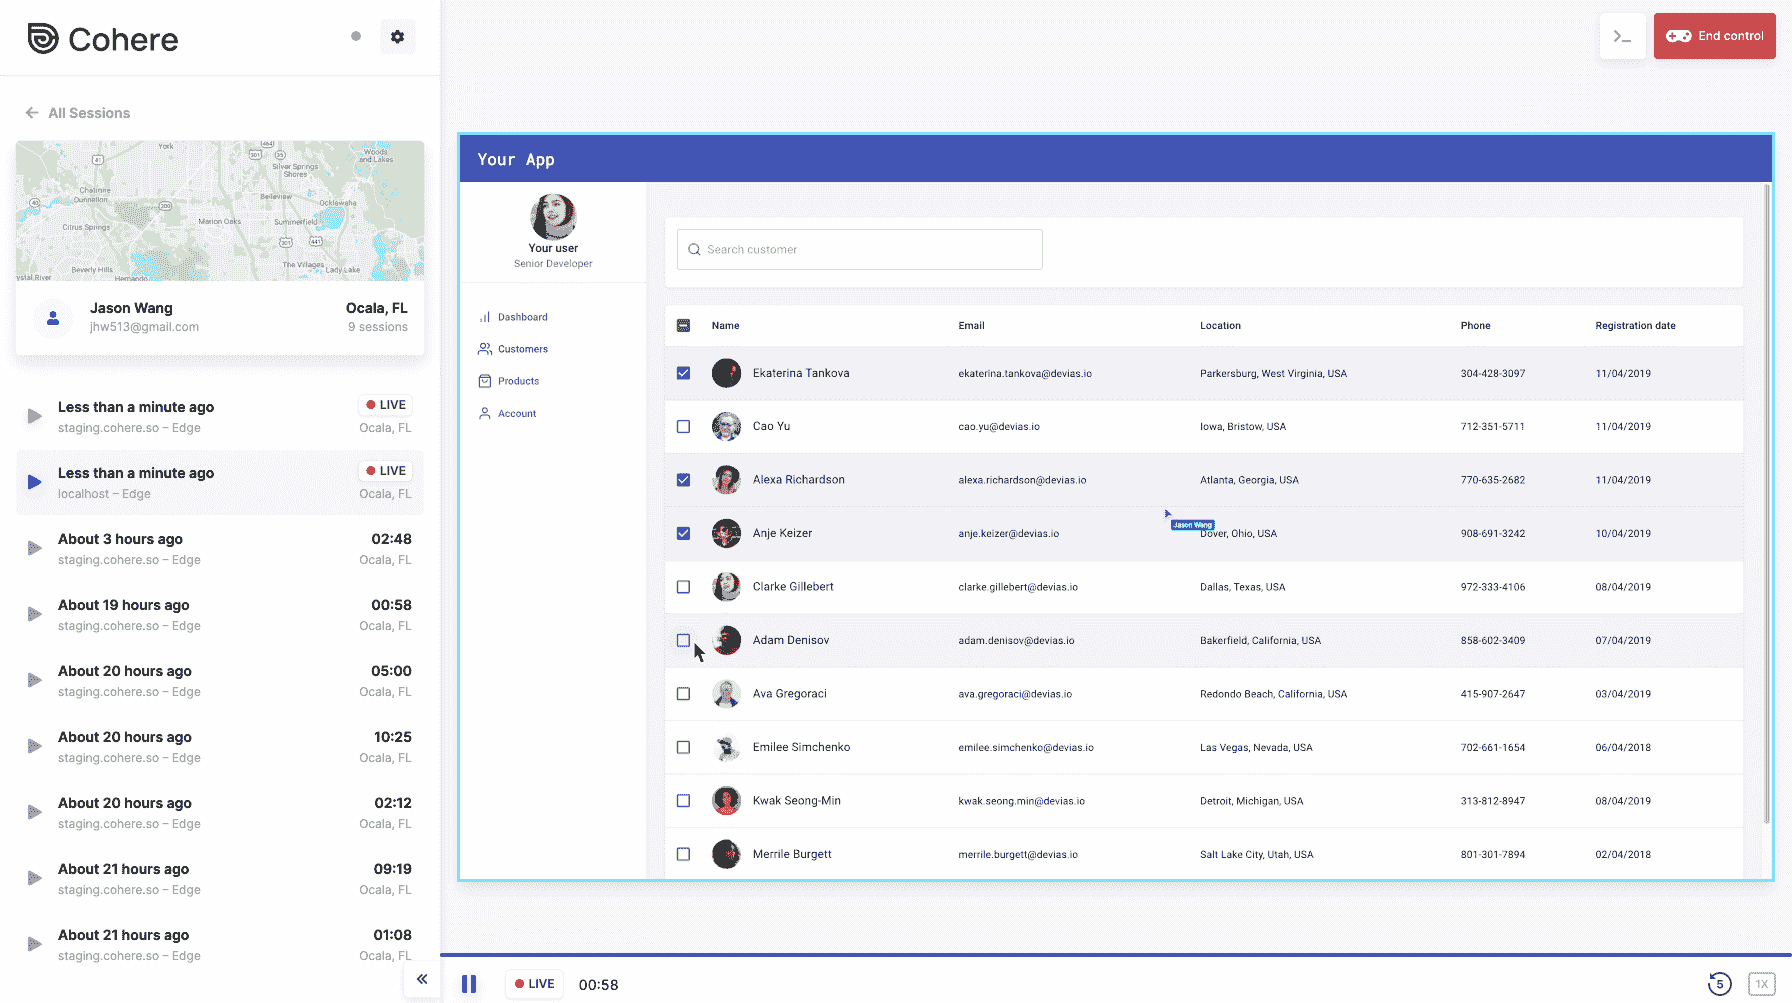 Cohere
All Sessions
York
Woods and Lakes
Silver Springs Shores
Chatmire
Dunnellon
Belleview
Ocklawaha
Marion Oaks
Summerfield
Citrus Springs
Beverly Hills
The Villages
Lady Lake
Hernando
41
464
301
35
40
200
301
441
Jason Wang
Ocala, FL
jhw513@gmail.com
9 sessions
Less than a minute ago
LIVE
staging.cohere.so – Edge
Ocala, FL
Less than a minute ago
LIVE
localhost – Edge
Ocala, FL
About 3 hours ago
02:48
staging.cohere.so – Edge
Ocala, FL
About 19 hours ago
00:58
staging.cohere.so – Edge
Ocala, FL
About 20 hours ago
05:00
staging.cohere.so – Edge
Ocala, FL
About 20 hours ago
10:25
staging.cohere.so – Edge
Ocala, FL
About 20 hours ago
02:12
staging.cohere.so – Edge
Ocala, FL
About 21 hours ago
09:19
staging.cohere.so – Edge
Ocala, FL
About 21 hours ago
01:08
staging.cohere.so – Edge
Ocala, FL
End control
Your App
Your user
Senior Developer
Dashboard
Customers
Products
Account
Search customer
Name Email Location Phone Registration date
Ekaterina Tankova ekaterina.tankova@devias.io Parkersburg, West Virginia, USA 304-428-3097 11/04/2019
Cao Yu cao.yu@devias.io Iowa, Bristow, USA 712-351-5711 11/04/2019
Alexa Richardson alexa.richardson@devias.io Atlanta, Georgia, USA 770-635-2682 11/04/2019
Jason Wang
Anje Keizer anje.keizer@devias.io Dover, Ohio, USA 908-691-3242 10/04/2019
Clarke Gillebert clarke.gillebert@devias.io Dallas, Texas, USA 972-333-4106 08/04/2019
Adam Denisov adam.denisov@devias.io Bakerfield, California, USA 858-602-3409 07/04/2019
Ava Gregoraci ava.gregoraci@devias.io Redondo Beach, California, USA 415-907-2647 03/04/2019
Emilee Simchenko emilee.simchenko@devias.io Las Vegas, Nevada, USA 702-661-1654 06/04/2018
Kwak Seong-Min kwak.seong.min@devias.io Detroit, Michigan, USA 313-812-8947 08/04/2019
Merrile Burgett merrile.burgett@devias.io Salt Lake City, Utah, USA 801-301-7894 02/04/2018
LIVE
00:58
5
1X